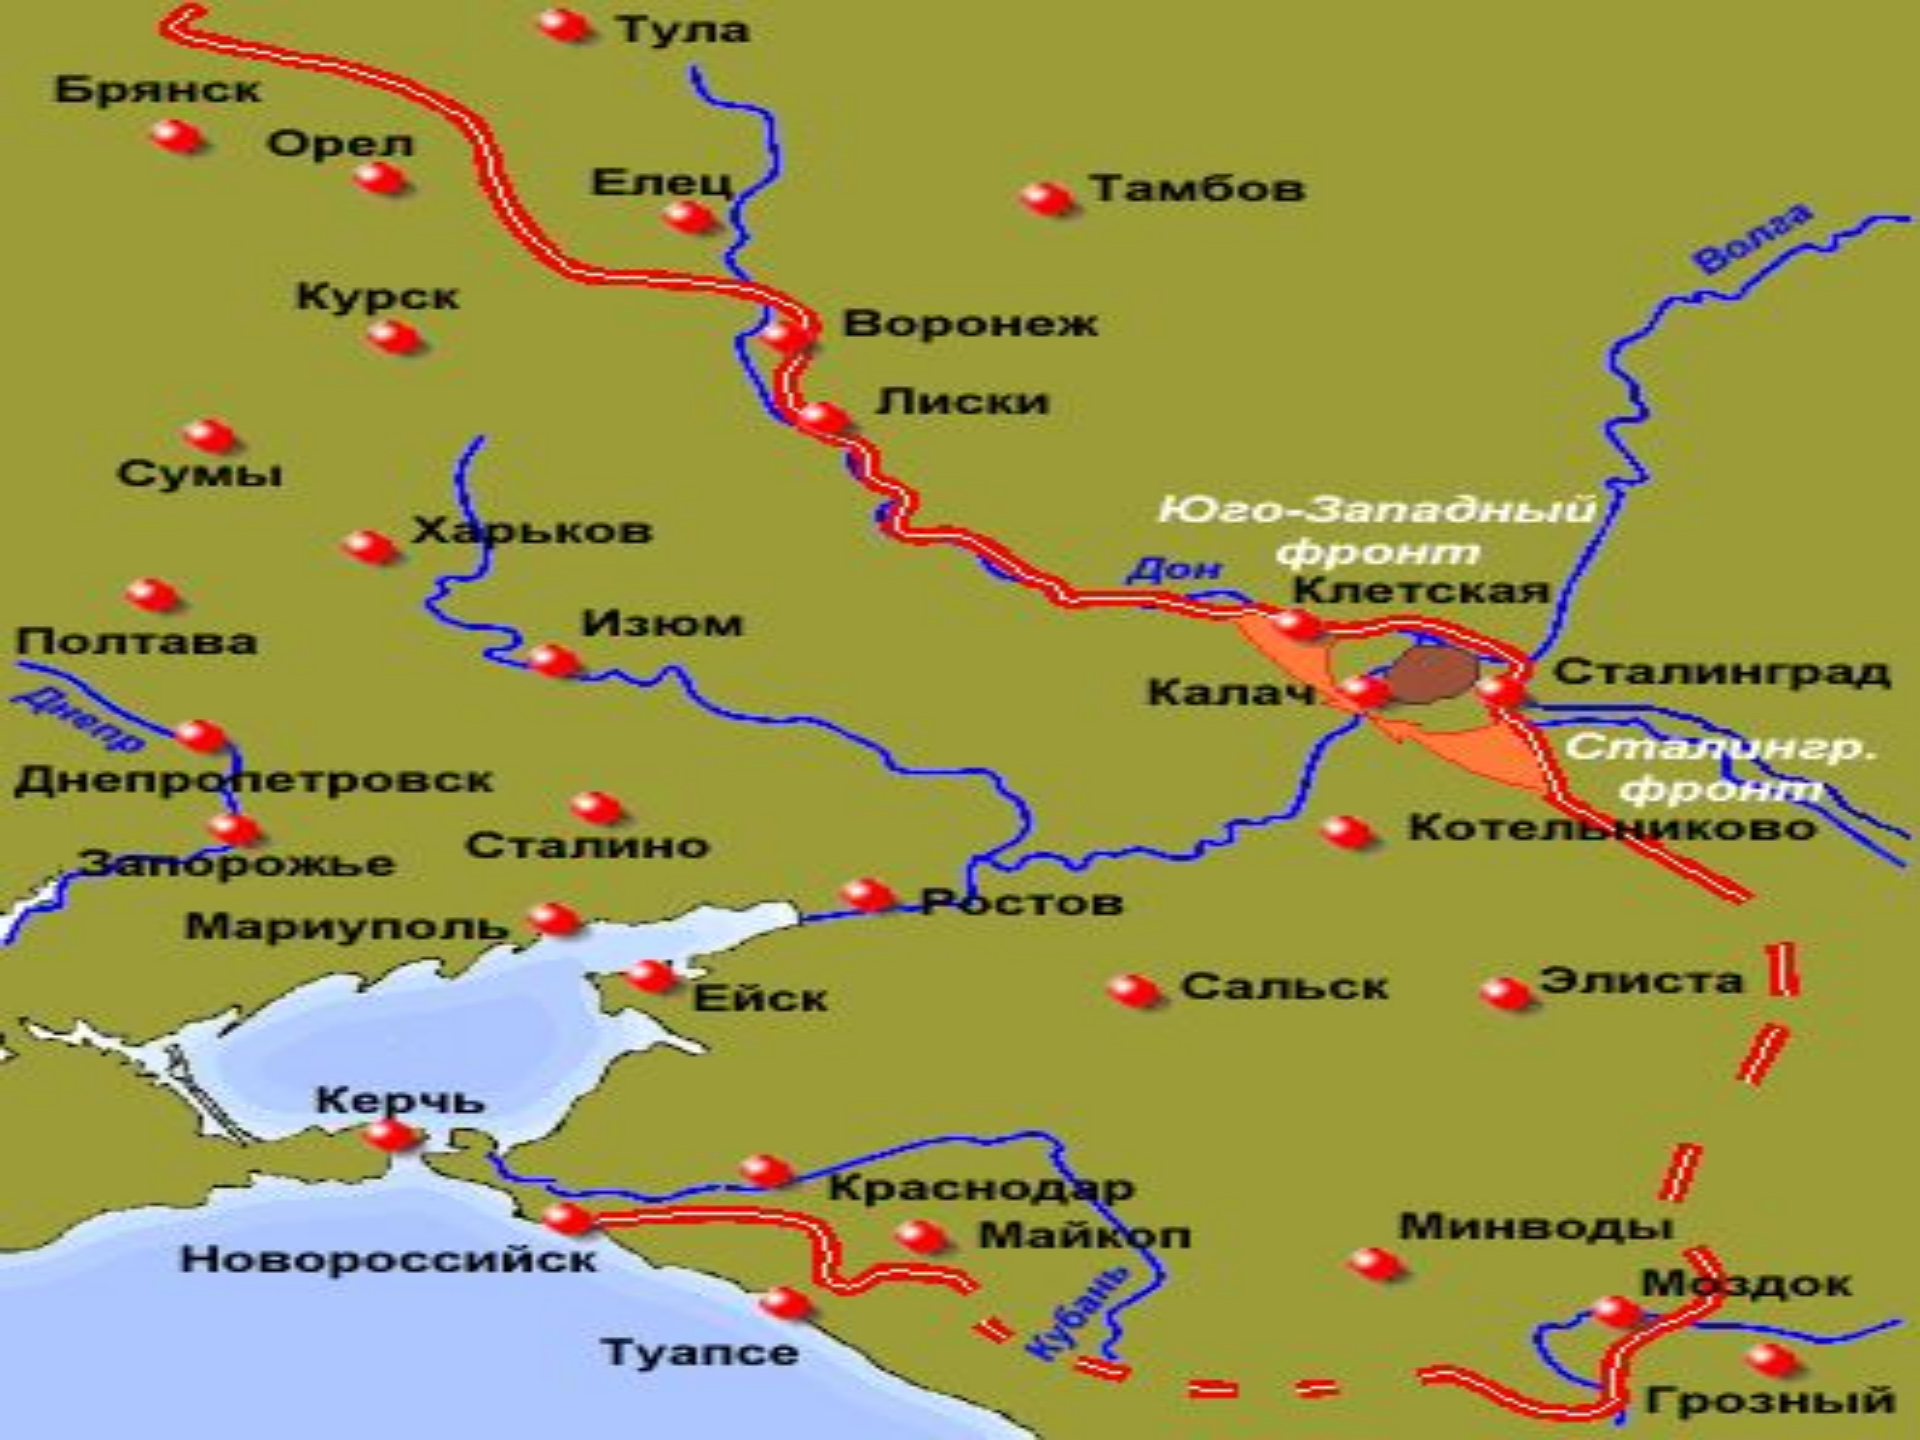 Тула
Брянск
Орел
Елец
Тамбов
Волга
Курск
Воронеж
Лиски
Сумы
Харьков
Юго-Западный
фронт
Дон
Клетская
Полтава
Изюм
Сталинград
Калач
Днепр
Сталингр.
фронт
Днепропетровск
Сталино
Котельниково
Запорожье
Ростов
Мариуполь
Ейск
Сальск
Элиста
Керчь
Краснодар
Майкоп
Минводы
Новороссийск
Моздок
Кубань
Туапсе
Грозный